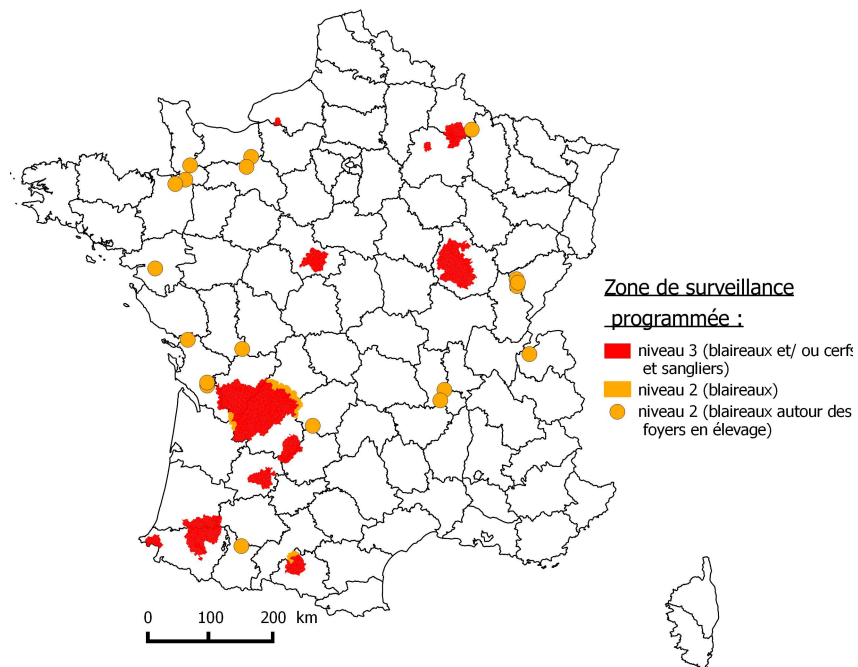 Zone de surveillance
programmée :
niveau 3 (blaireaux et/ ou cerfs
et sangliers)
niveau 2 (blaireaux)
niveau 2 (blaireaux autour des
foyers en élevage)
0 100 200 km